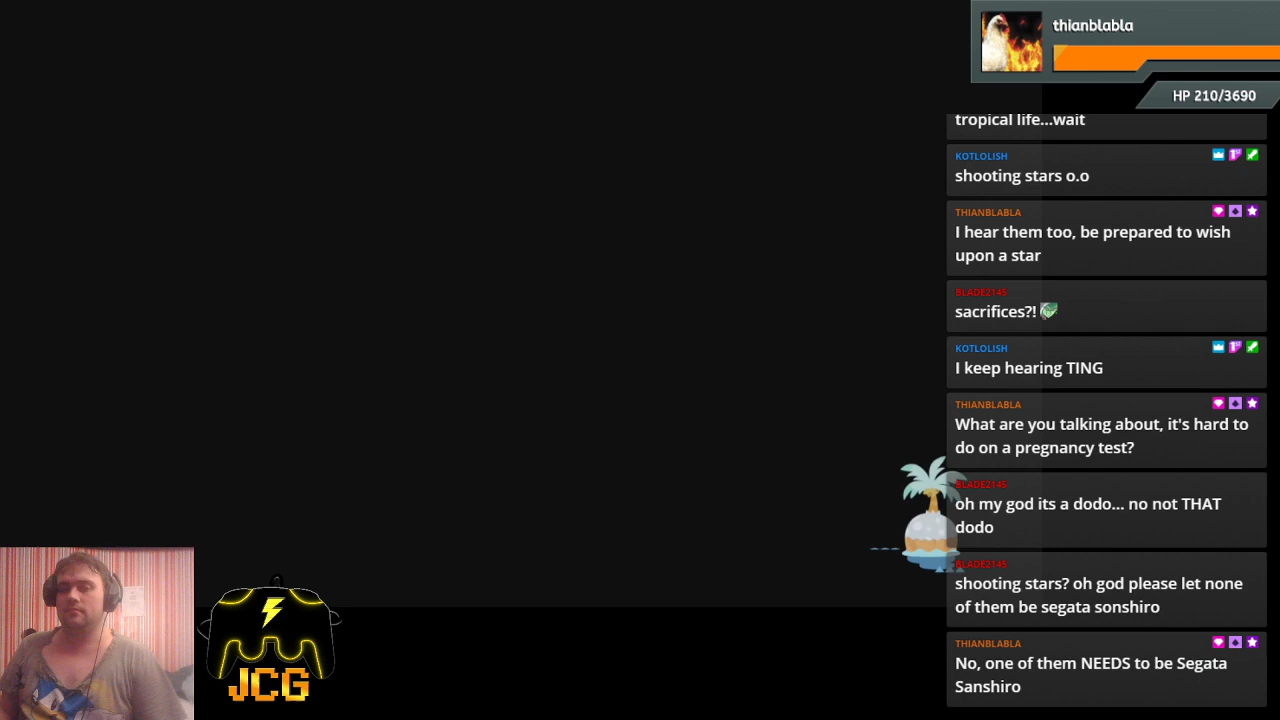 thianblabla
HP 210/3690
tropical life...wait
KOTLOLISH
shooting stars o.o
THIANBLABLA
I hear them too, be prepared to wish
upon a star
BLADE2145
sacrifices?!
KOTLOLISH
I keep hearing TING
THIANBLABLA
What are you talking about, it's hard to
do on a pregnancy test?
BLADE2145
oh my god its a dodo... no not THAT
dodo
BLADE2145
shooting stars? oh god please let none
of them be segata sonshiro
THIANBLABLA
No, one of them NEEDS to be Segata
Sanshiro
JCG